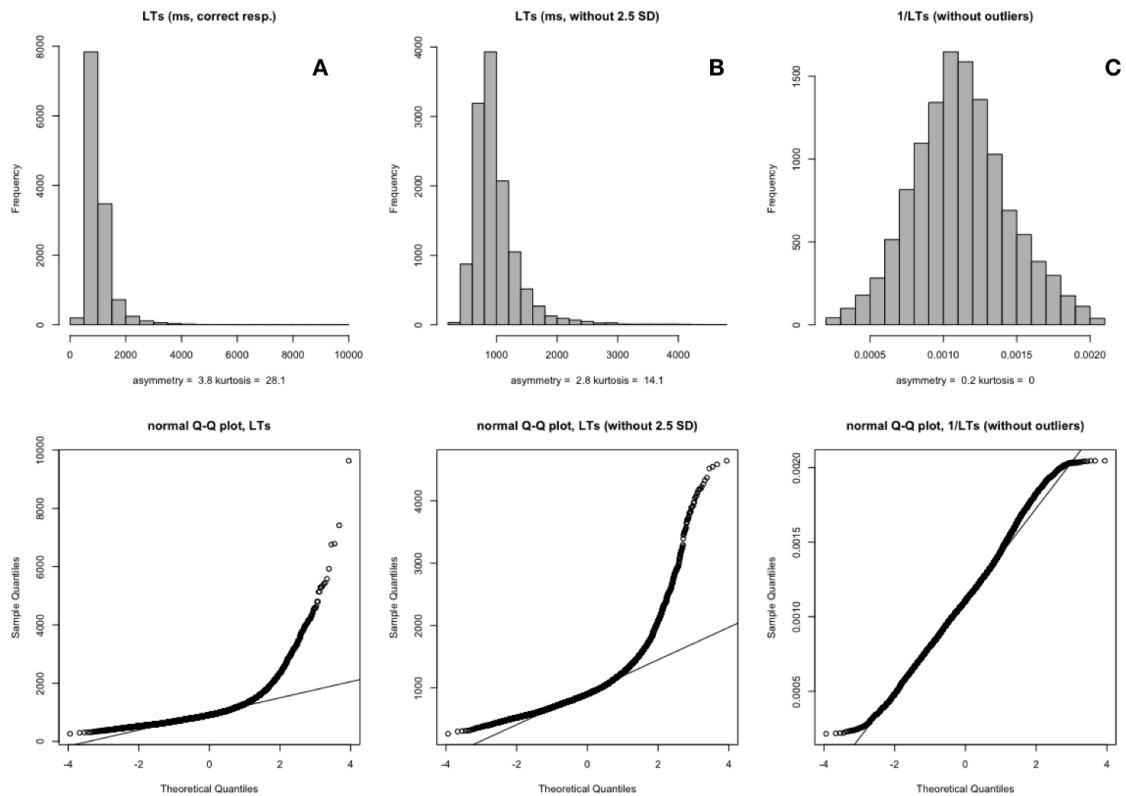 LTs (ms, correct resp.)
A
Frequency
0 2000 4000 6000 8000
0 2000 4000 6000 8000 10000
asymmetry = 3.8 kurtosis = 28.1
LTs (ms, without 2.5 SD)
B
Frequency
0 1000 2000 3000 4000
1000 2000 3000 4000
asymmetry = 2.8 kurtosis = 14.1
1/LTs (without outliers)
C
Frequency
0 500 1000 1500
0.0005 0.0010 0.0015 0.0020
asymmetry = 0.2 kurtosis = 0
normal Q-Q plot, LTs
Sample Quantiles
0 2000 4000 6000 8000 10000
-4 -2 0 2 4
Theoretical Quantiles
normal Q-Q plot, LTs (without 2.5 SD)
Sample Quantiles
1000 2000 3000 4000
-4 -2 0 2 4
Theoretical Quantiles
normal Q-Q plot, 1/LTs (without outliers)
Sample Quantiles
0.0005 0.0010 0.0015 0.0020
-4 -2 0 2 4
Theoretical Quantiles